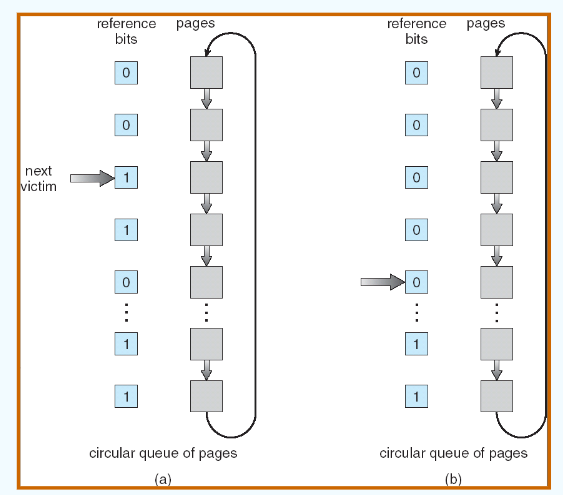 reference pages
bits
0
0
next
victim
1
1
0
1
1
circular queue of pages
(a)
reference pages
bits
0
0
0
0
0
1
1
circular queue of pages
(b)